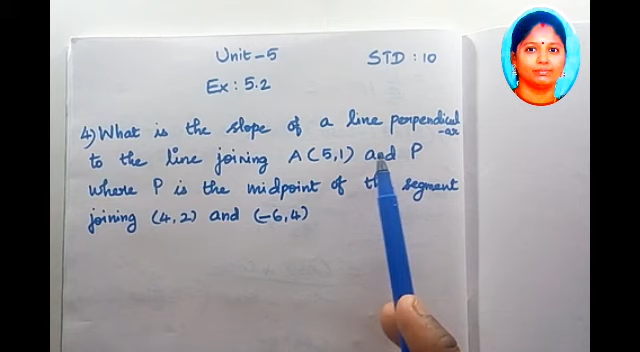 Unit-5 STD : 10
Ex: 5.2
4) What is the slope of a line perpendicul
-ar
to the line joining A(5,1) and P
where P is the midpoint of the segment
joining (4,2) and (-6,4)